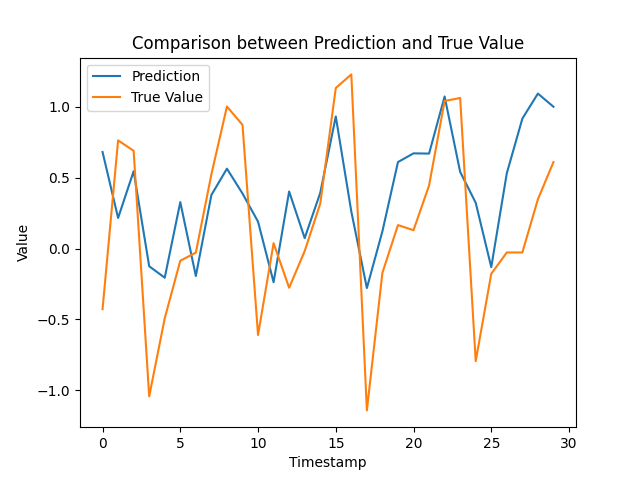 Comparison between Prediction and True Value
Prediction
True Value
1.0
0.5
0.0
−0.5
−1.0
Value
0 5 10 15 20 25 30
Timestamp